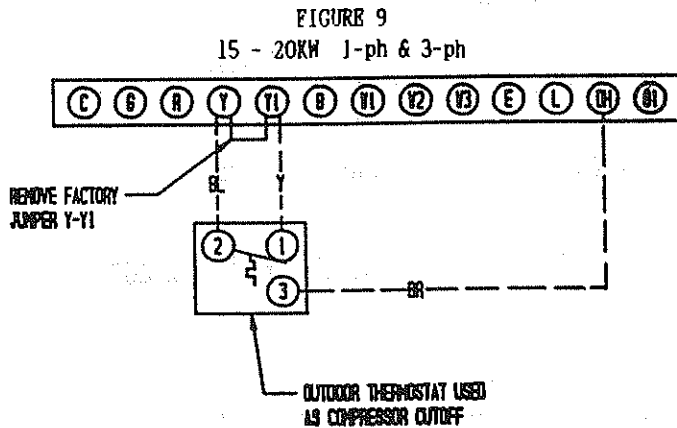 FIGURE 9
15 - 20KW 1-ph & 3-ph
C G R Y Y1 B W1 W2 W3 E L
REMOVE FACTORY
JUMPER Y-Y1
BL Y
2 1
3
BR
OUTDOOR THERMOSTAT USED
AS COMPRESSOR CUTOFF